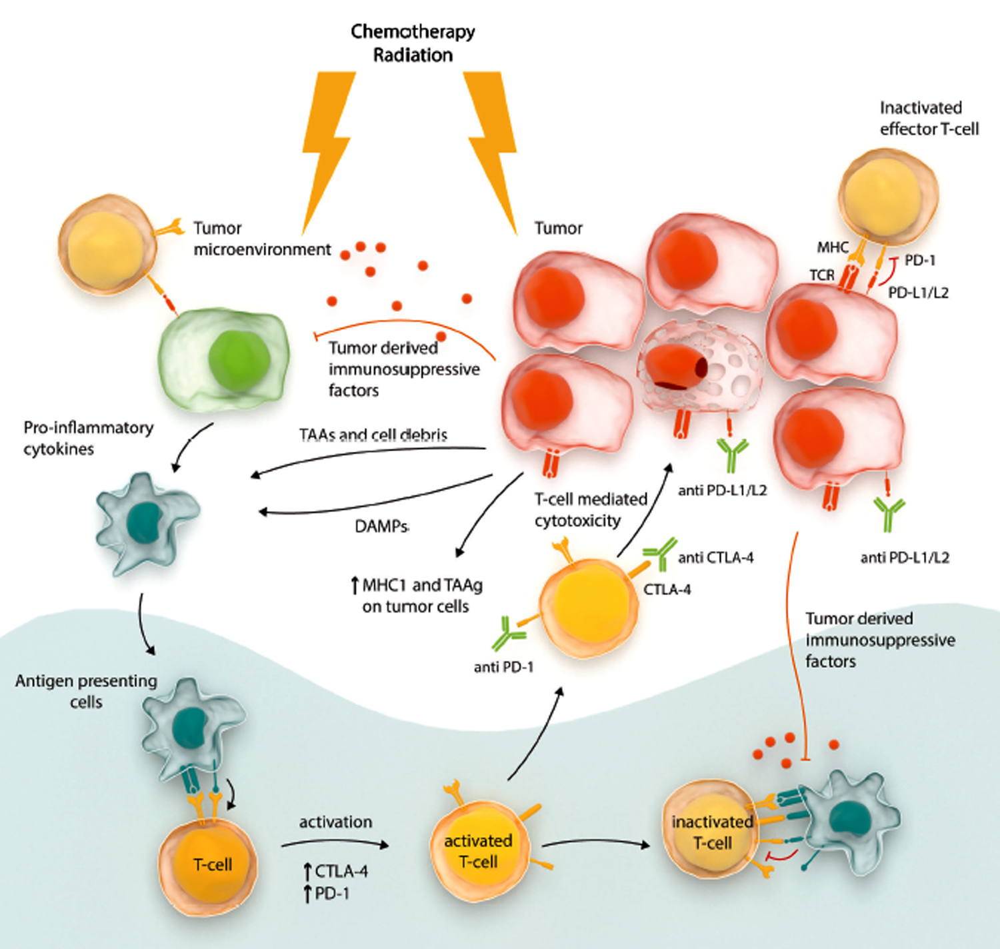 Chemotherapy
Radiation
Inactivated
effector T-cell
Tumor
microenvironment
Tumor
MHC
PD-1
TCR
PD-L1/L2
Tumor derived
immunosuppressive
factors
Pro-inflammatory
cytokines
TAAs and cell debris
DAMPs
T-cell mediated
cytotoxicity
anti PD-L1/L2
anti PD-L1/L2
anti CTLA-4
CTLA-4
↑ MHC1 and TAAg
on tumor cells
anti PD-1
Tumor derived
immunosuppressive
factors
Antigen presenting
cells
T-cell
activation
↑ CTLA-4
↑ PD-1
activated
T-cell
inactivated
T-cell